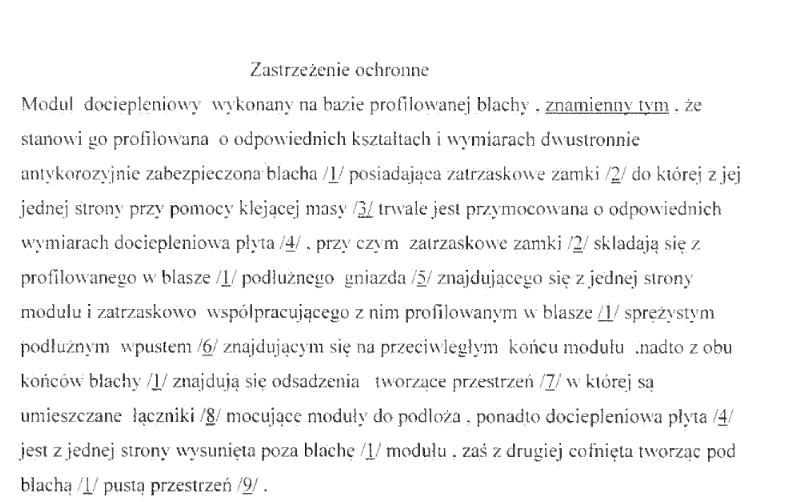 Zastrzeżenie ochronne
Moduł dociepleniowy wykonany na bazie profilowanej blachy , znamienny tym , że
stanowi go profilowana o odpowiednich kształtach i wymiarach dwustronnie
antykorozyjnie zabezpieczona blacha /1/ posiadająca zatrzaskowe zamki /2/ do której z jej
jednej strony przy pomocy klejącej masy /3/ trwale jest przymocowana o odpowiednich
wymiarach dociepleniowa płyta /4/ , przy czym zatrzaskowe zamki /2/ składają się z
profilowanego w blasze /1/ podłużnego gniazda /5/ znajdującego się z jednej strony
modułu i zatrzaskowo współpracującego z nim profilowanym w blasze /1/ sprężystym
podłużnym wpustem /6/ znajdującym się na przeciwległym końcu modułu ,nadto z obu
końców blachy /1/ znajdują się odsadzenia tworzące przestrzeń /7/ w której są
umieszczane łączniki /8/ mocujące moduły do podłoża , ponadto dociepleniowa płyta /4/
jest z jednej strony wysunięta poza blachę /1/ modułu , zaś z drugiej cofnięta tworząc pod
blachą /1/ pustą przestrzeń /9/ .